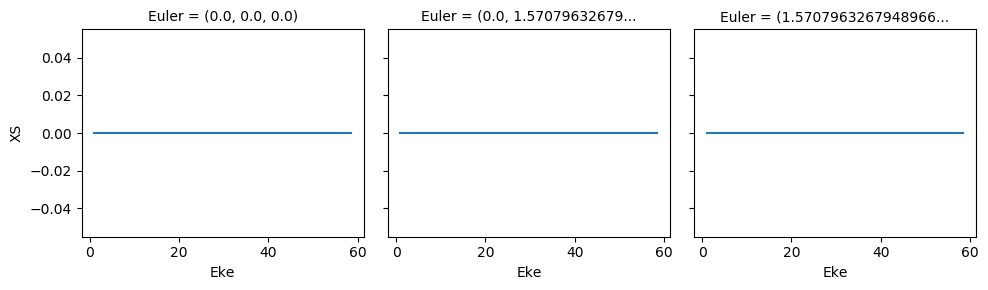 Euler = (0.0, 0.0, 0.0)
Euler = (0.0, 1.57079632679...
Euler = (1.5707963267948966...
XS
0.04
0.02
0.00
−0.02
−0.04
0 20 40 60
0 20 40 60
0 20 40 60
Eke
Eke
Eke